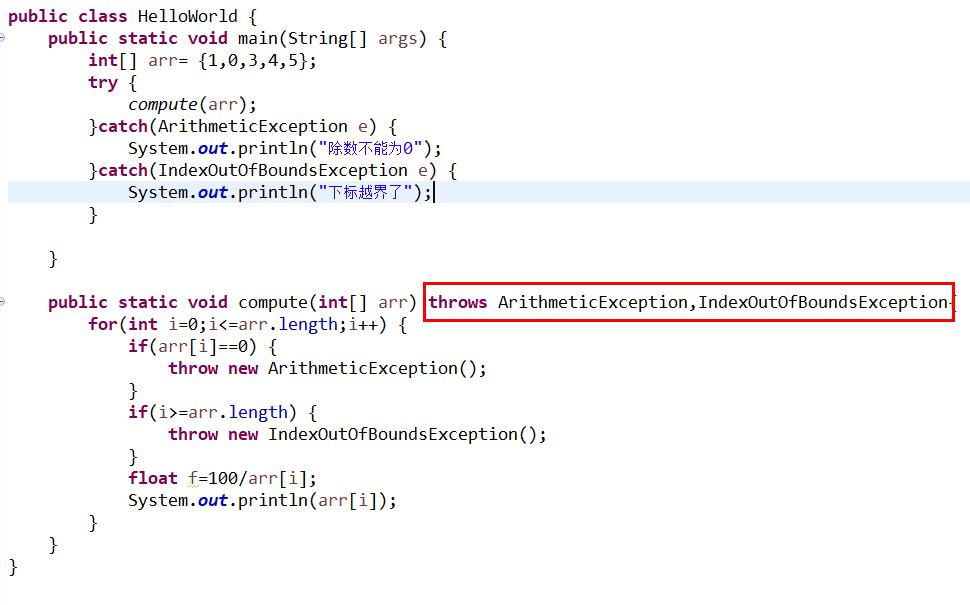 public class HelloWorld {
public static void main(String[] args) {
int[] arr= {1,0,3,4,5};
try {
compute(arr);
}catch(ArithmeticException e) {
System.out.println("除数不能为0");
}catch(IndexOutOfBoundsException e) {
System.out.println("下标越界了");
}
}
public static void compute(int[] arr) throws ArithmeticException,IndexOutOfBoundsException{
for(int i=0;i<=arr.length;i++) {
if(arr[i]==0) {
throw new ArithmeticException();
}
if(i>=arr.length) {
throw new IndexOutOfBoundsException();
}
float f=100/arr[i];
System.out.println(arr[i]);
}
}
}